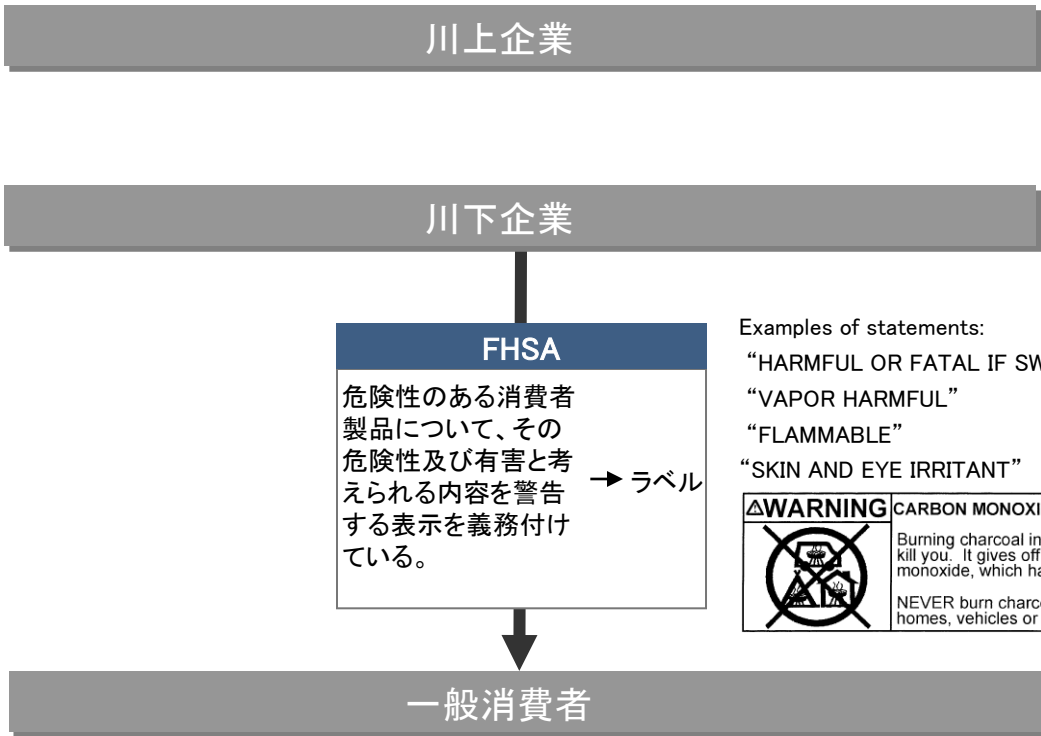 川上企業
川下企業
FHSA
危険性のある消費者
製品について、その
危険性及び有害と考
えられる内容を警告
する表示を義務付け
ている。
→ ラベル
Examples of statements:
“HARMFUL OR FATAL IF SW
“VAPOR HARMFUL”
“FLAMMABLE”
“SKIN AND EYE IRRITANT”
⚠WARNING
CARBON MONOXI
Burning charcoal in
kill you. It gives off
monoxide, which ha
NEVER burn charc
homes, vehicles or
一般消費者